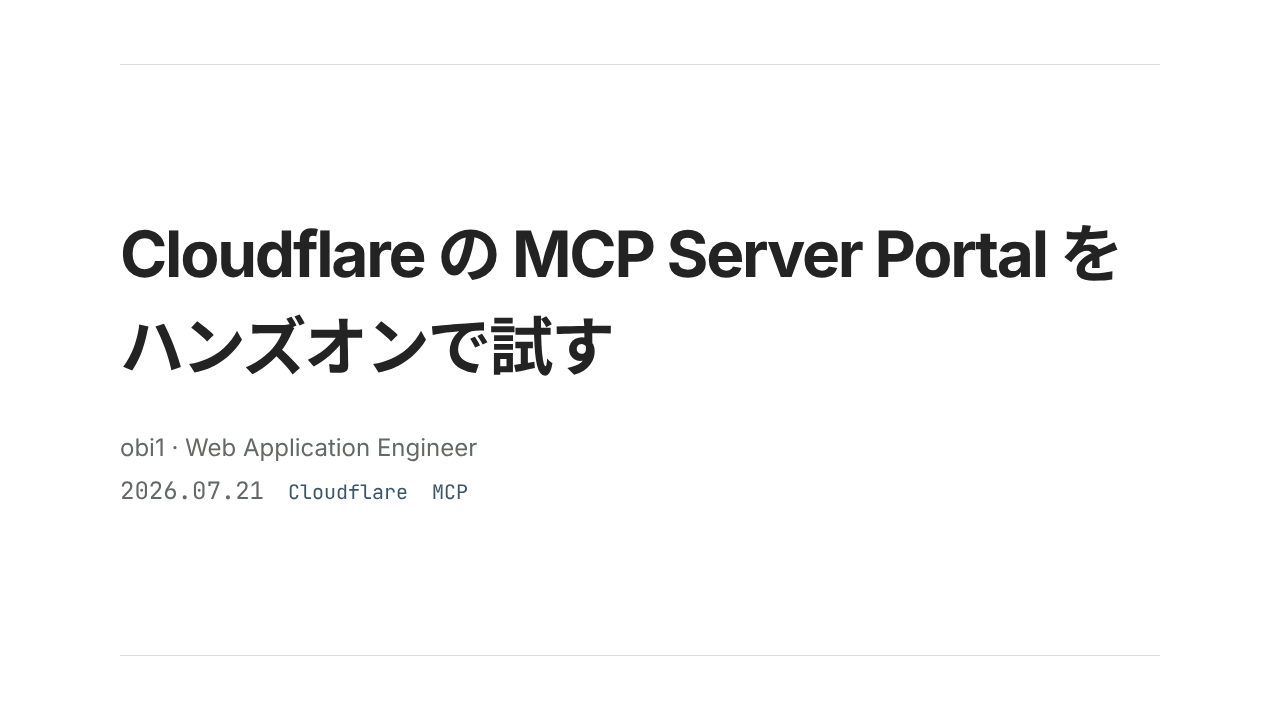 Cloudflare の MCP Server Portal を
ハンズオンで試す
obi1 · Web Application Engineer
2026.07.21 Cloudflare MCP